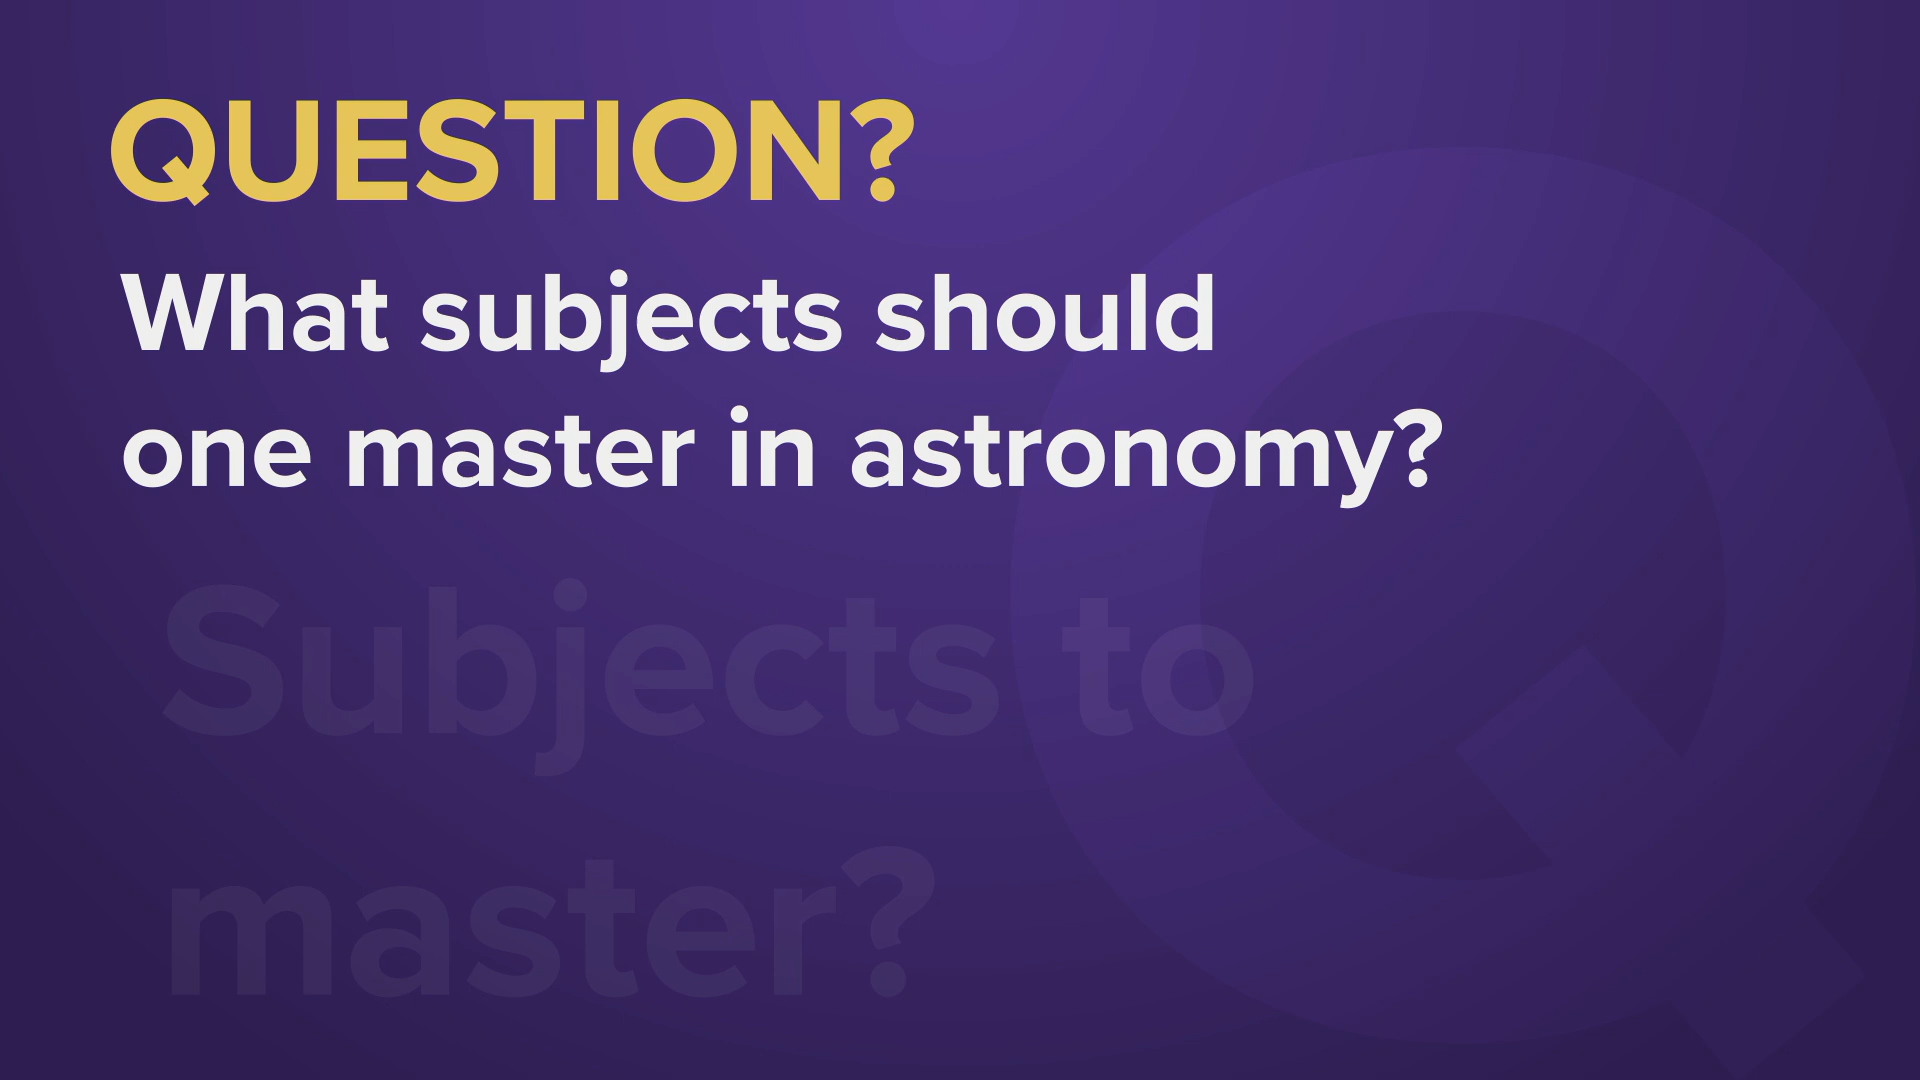 QUESTION?
What subjects should
one master in astronomy?
Subjects to
master?
Q